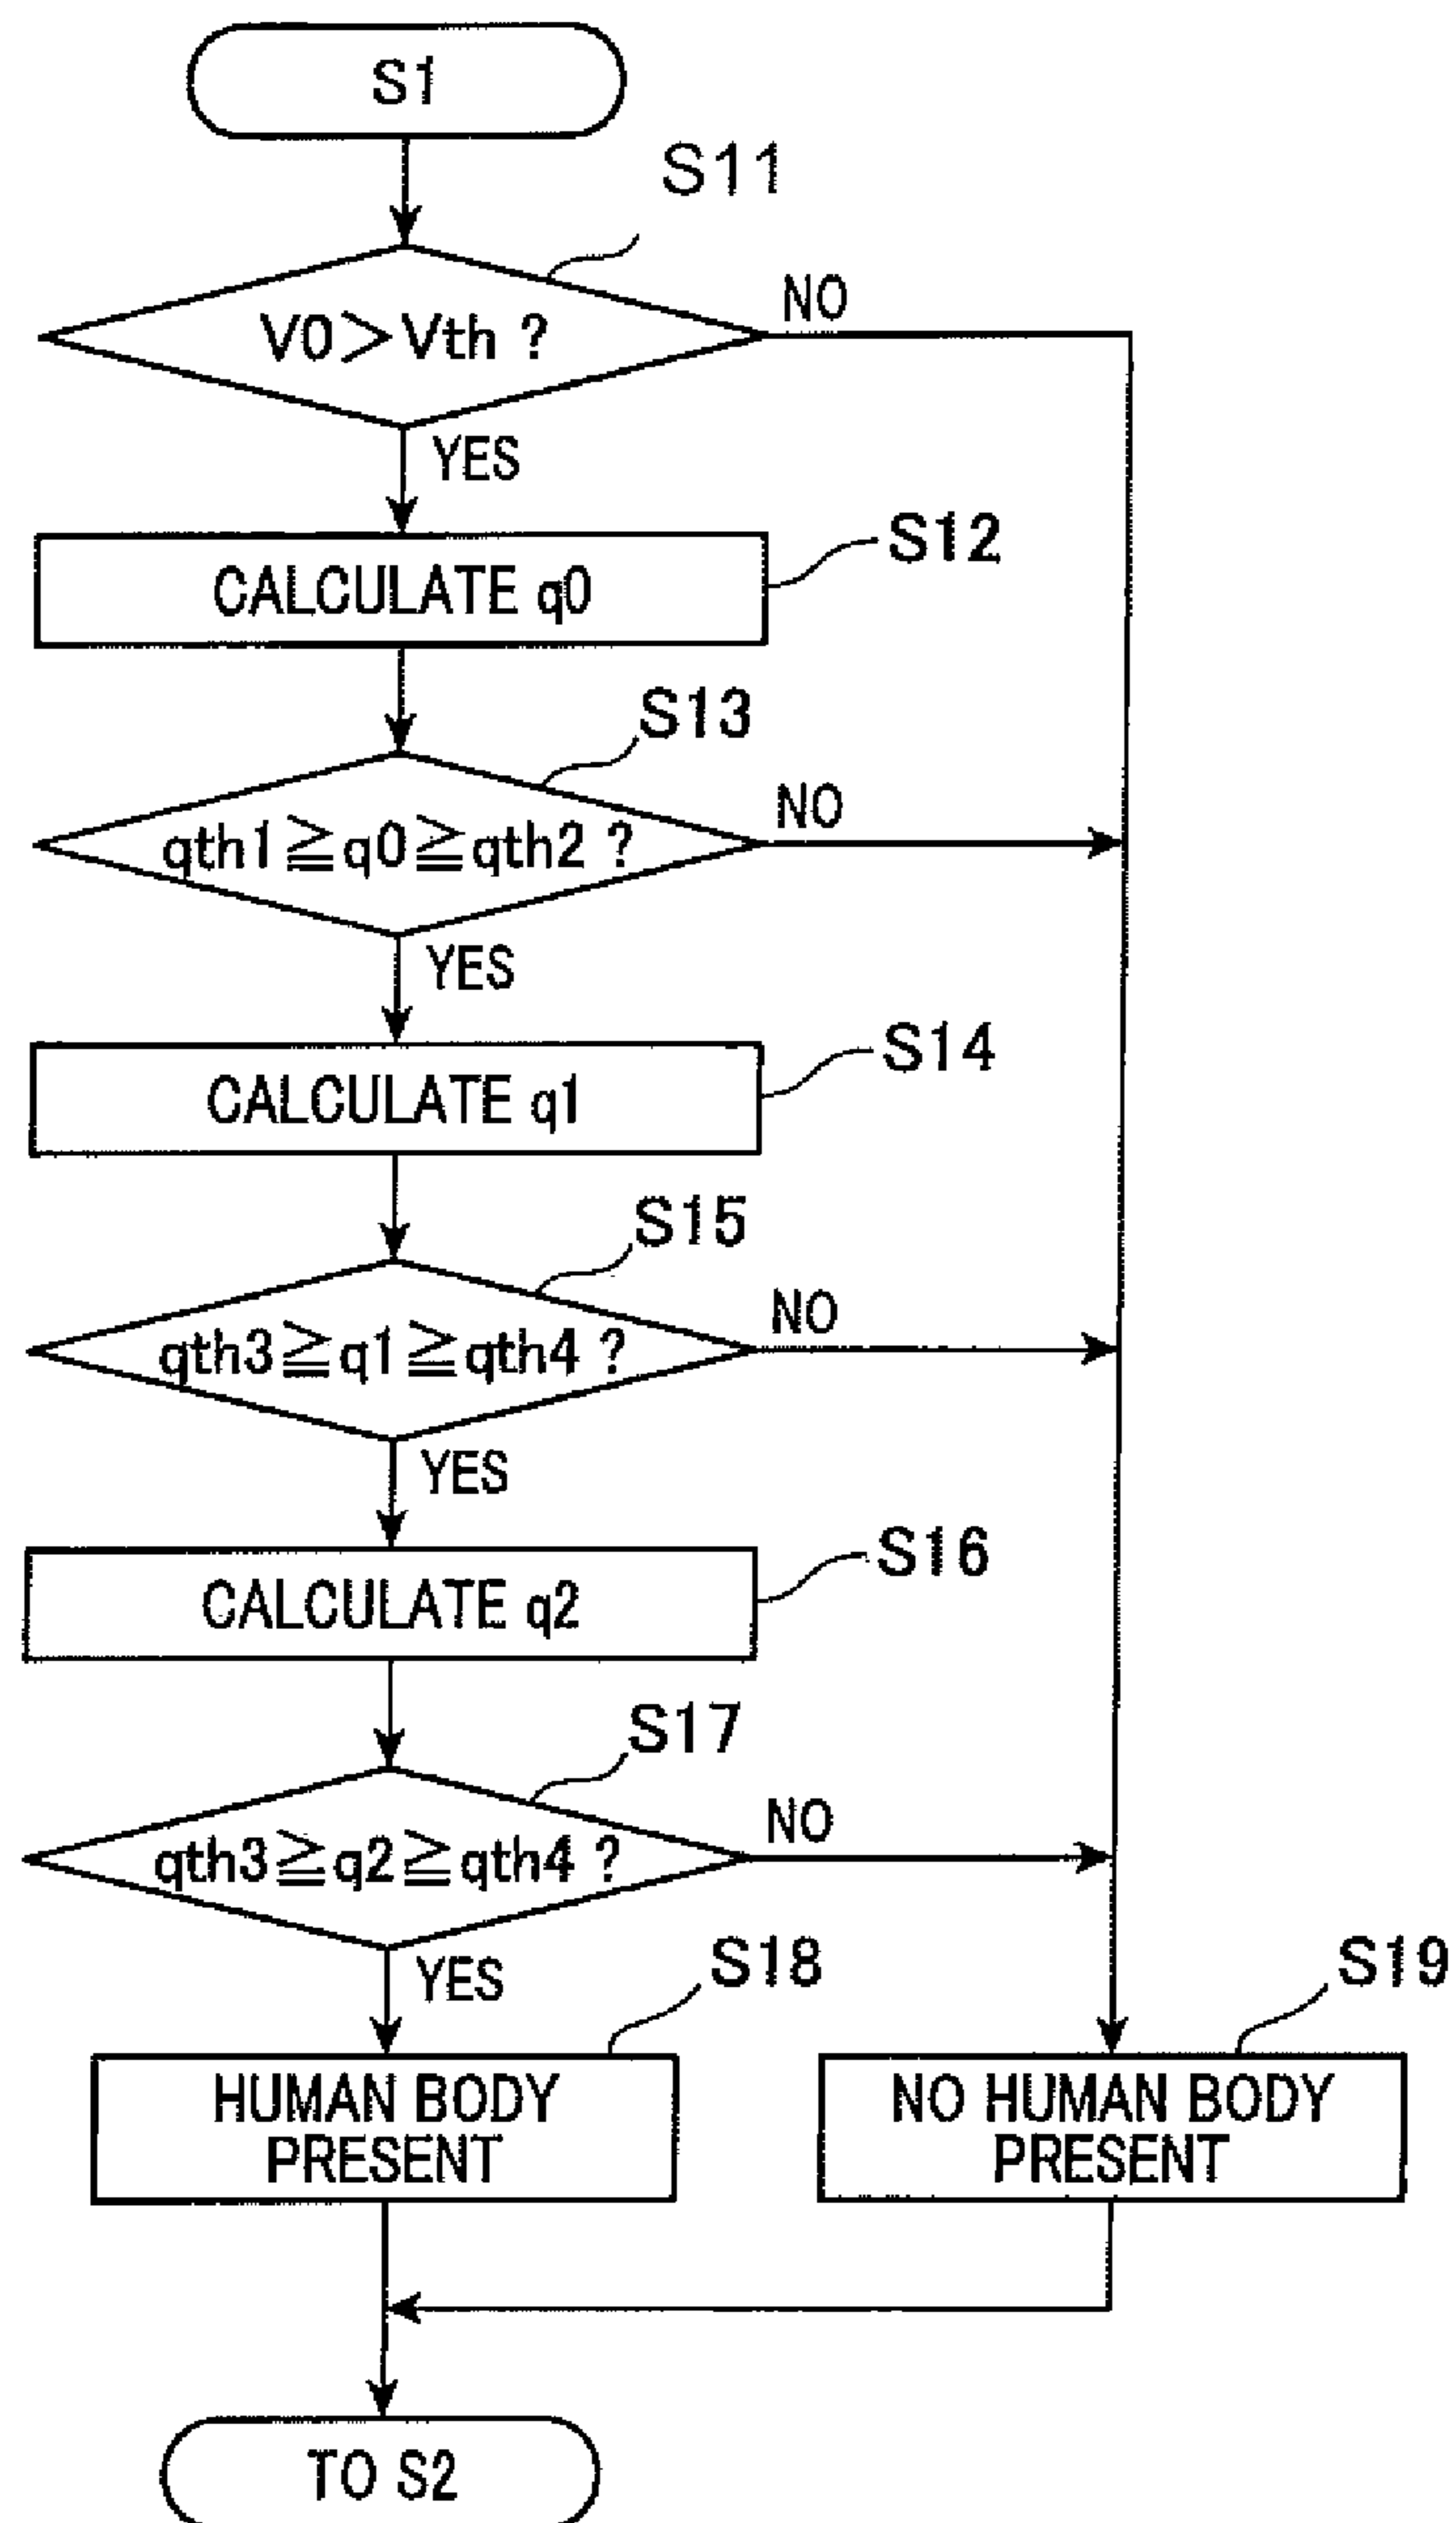 S1
S11
V0＞Vth ?
NO
YES
S12
CALCULATE q0
S13
qth1≧q0≧qth2 ?
NO
YES
S14
CALCULATE q1
S15
qth3≧q1≧qth4 ?
NO
YES
S16
CALCULATE q2
S17
qth3≧q2≧qth4 ?
NO
YES
S18
HUMAN BODY
PRESENT
S19
NO HUMAN BODY
PRESENT
TO S2